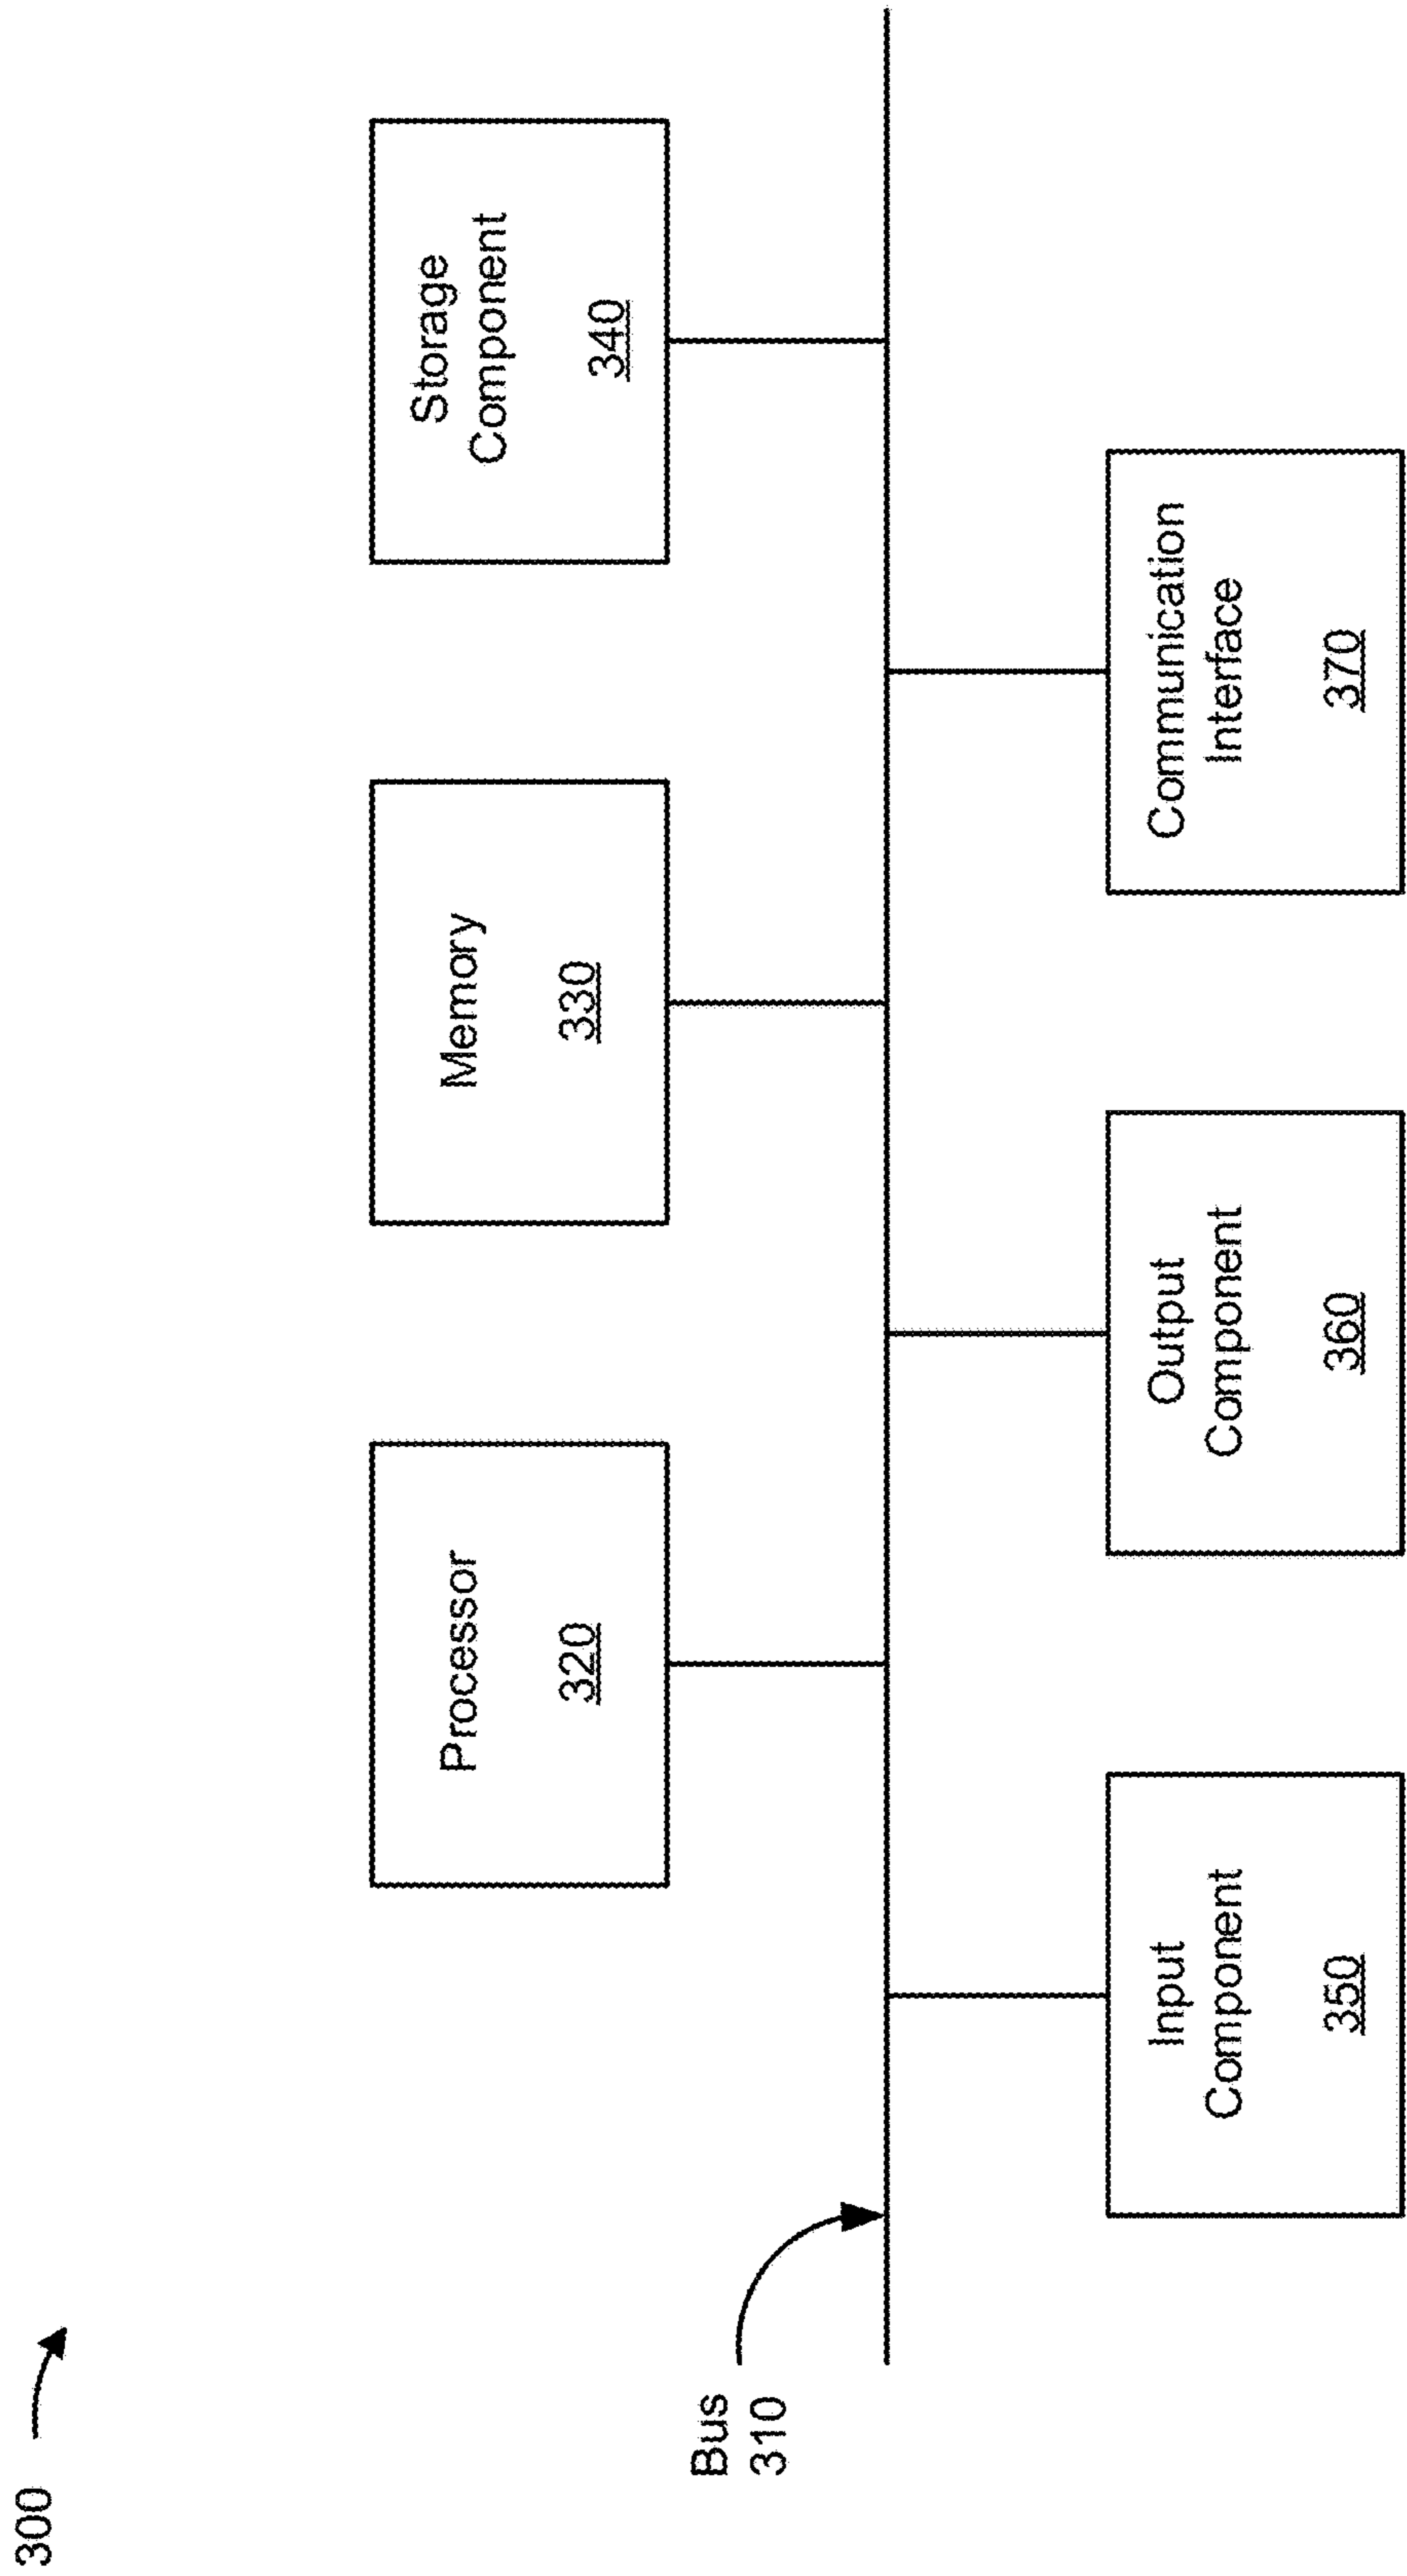 300
Processor
320
Memory
330
Storage
Component
340
Bus
310
Input
Component
350
Output
Component
360
Communication
Interface
370